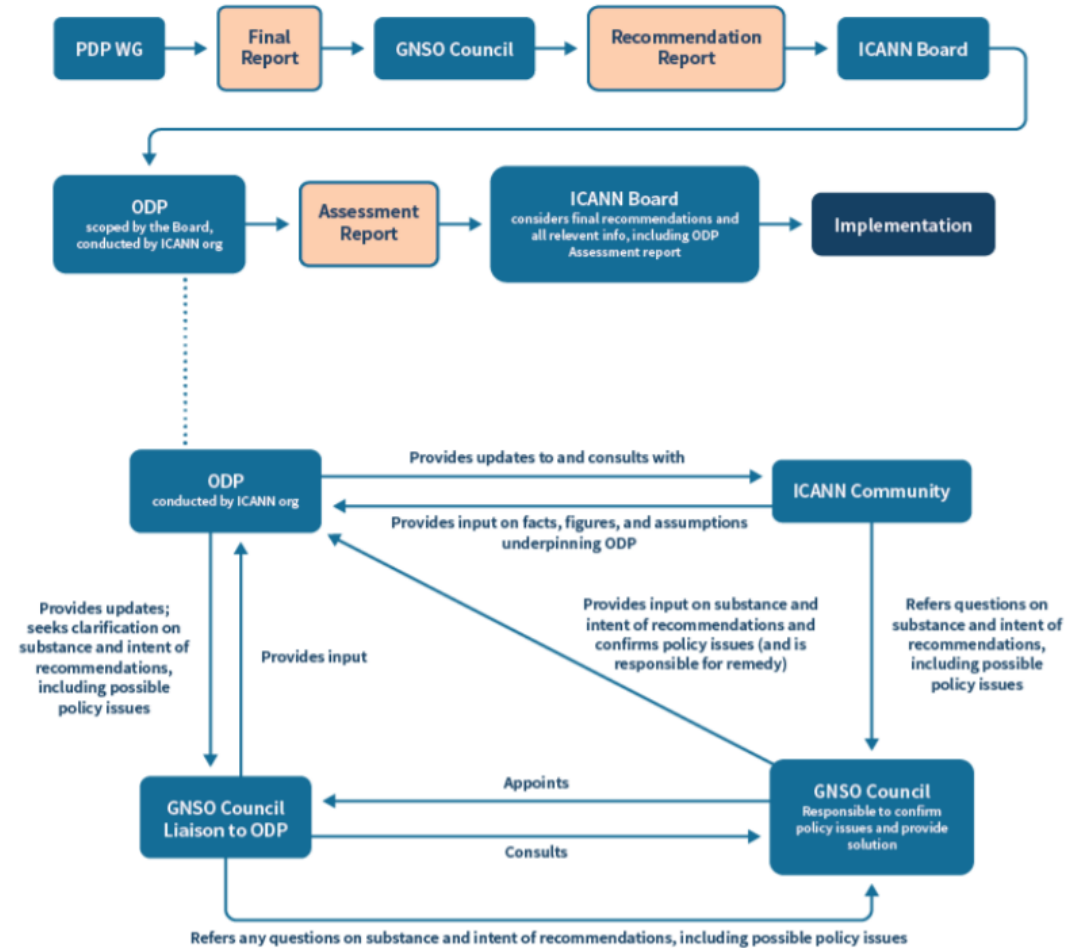 PDP WG
Final
Report
GNSO Council
Recommendation
Report
ICANN Board
ODP
scoped by the Board,
conducted by ICANN org
Assessment
Report
ICANN Board
considers final recommendations and
all relevant info, including ODP
Assessment report
Implementation
ODP
conducted by ICANN org
Provides updates to and consults with
ICANN Community
Provides input on facts, figures, and assumptions
underpinning ODP
Provides updates;
seeks clarification on
substance and intent of
recommendations,
including possible
policy issues
Provides input
Provides input on substance and
intent of recommendations and
confirms policy issues (and is
responsible for remedy)
Refers questions on
substance and intent of
recommendations,
including possible
policy issues
GNSO Council
Liaison to ODP
Appoints
Consults
GNSO Council
Responsible to confirm
policy issues and provide
solution
Refers any questions on substance and intent of recommendations, including possible policy issues